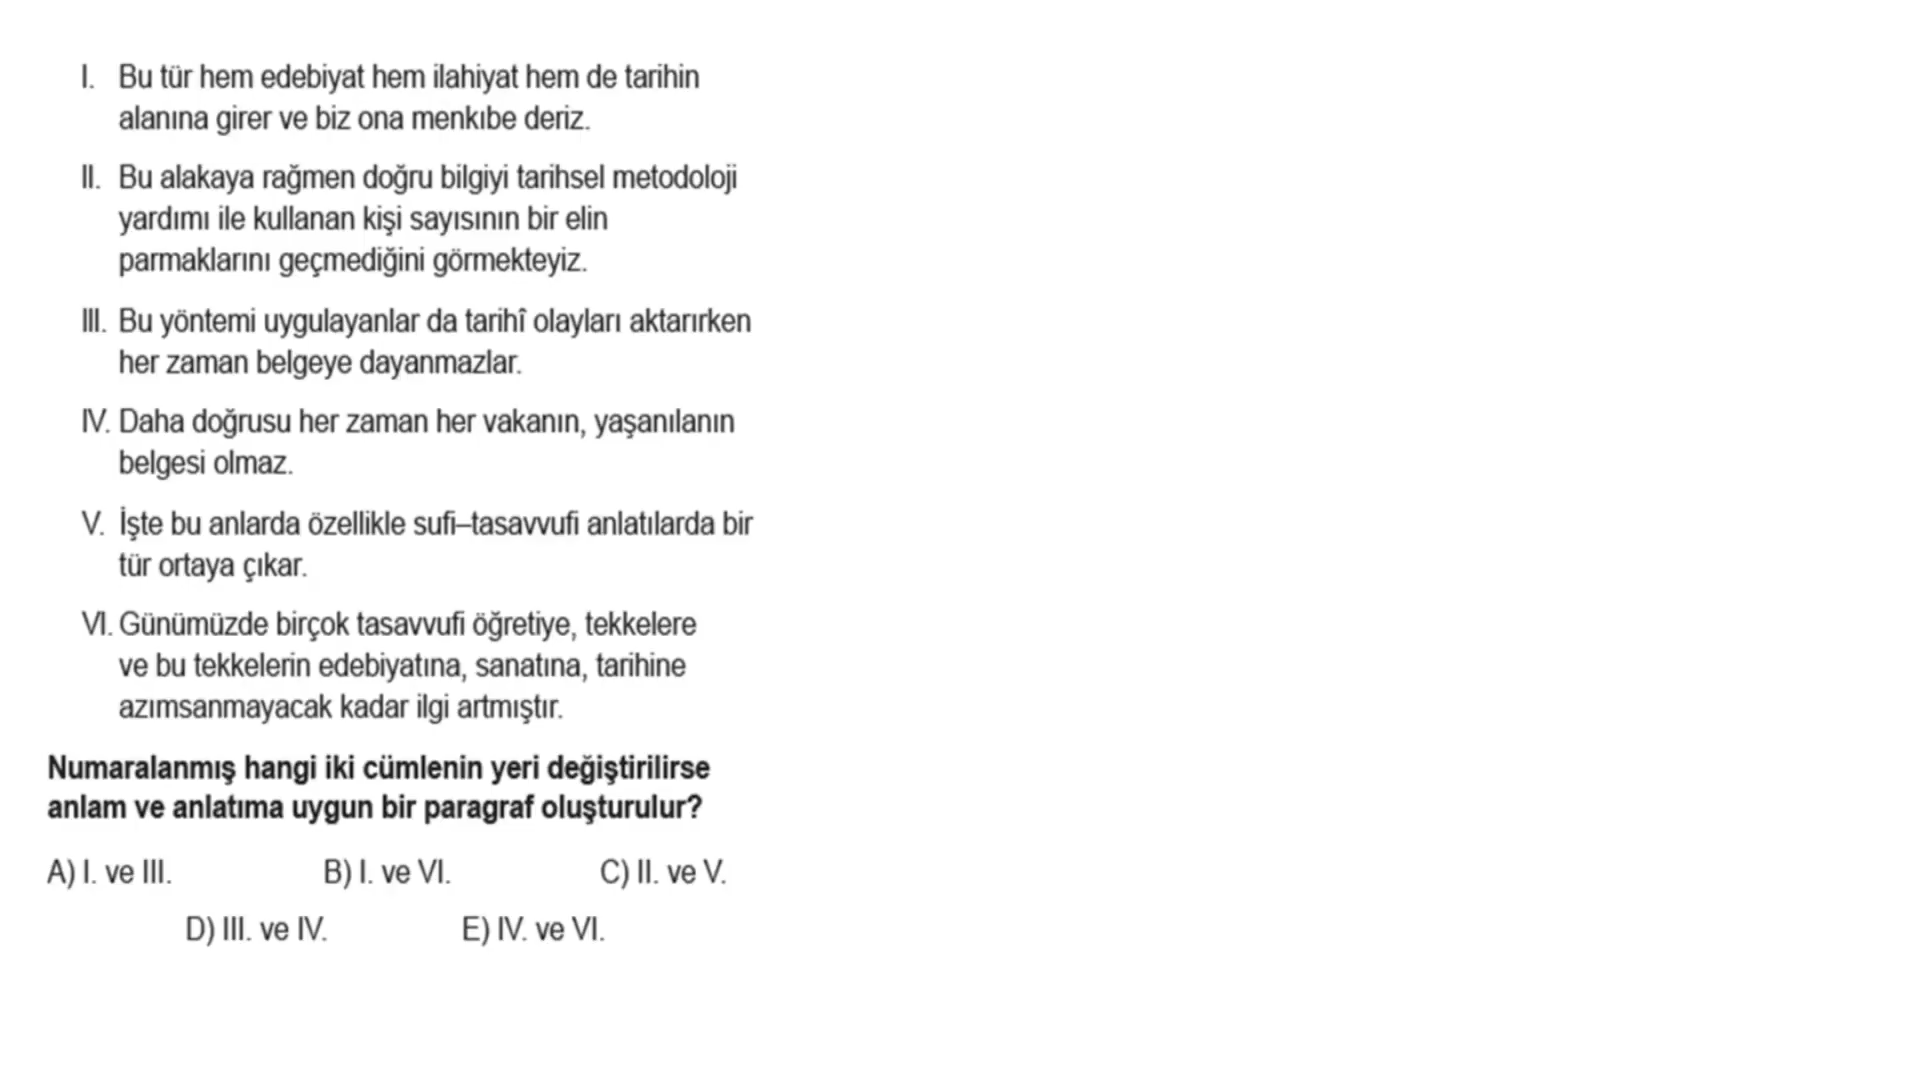 I. Bu tür hem edebiyat hem ilahiyat hem de tarihin
alanına girer ve biz ona menkıbe deriz.
II. Bu alakaya rağmen doğru bilgiyi tarihsel metodoloji
yardımı ile kullanan kişi sayısının bir elin
parmaklarını geçmediğini görmekteyiz.
III. Bu yöntemi uygulayanlar da tarihî olayları aktarırken
her zaman belgeye dayanmazlar.
IV. Daha doğrusu her zaman her vakanın, yaşanılanın
belgesi olmaz.
V. İşte bu anlarda özellikle sufi–tasavvufi anlatılarda bir
tür ortaya çıkar.
VI. Günümüzde birçok tasavvufi öğretiye, tekkelere
ve bu tekkelerin edebiyatına, sanatına, tarihine
azımsanmayacak kadar ilgi artmıştır.
Numaralanmış hangi iki cümlenin yeri değiştirilirse
anlam ve anlatıma uygun bir paragraf oluşturulur?
A) I. ve III. B) I. ve VI. C) II. ve V.
D) III. ve IV. E) IV. ve VI.